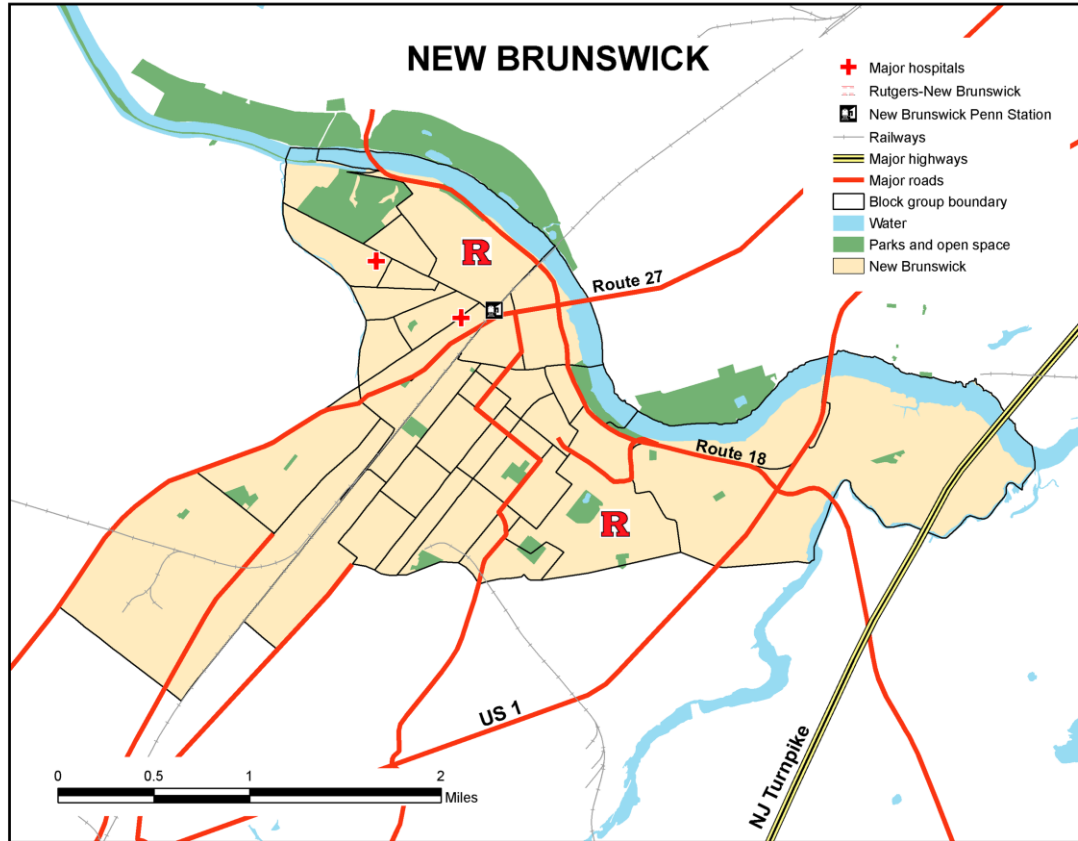 NEW BRUNSWICK
Major hospitals
Rutgers-New Brunswick
New Brunswick Penn Station
Railways
Major highways
Major roads
Block group boundary
Water
Parks and open space
New Brunswick
R
Route 27
Route 18
R
US 1
NJ Turnpike
0 0.5 1 2
Miles